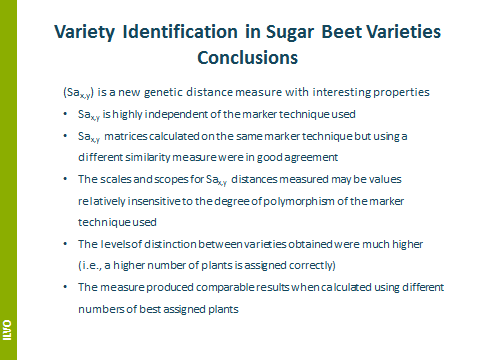 Variety Identification in Sugar Beet Varieties
Conclusions
(Sax,y) is a new genetic distance measure with interesting properties
• Sax,y is highly independent of the marker technique used
• Sax,y matrices calculated on the same marker technique but using a
different similarity measure were in good agreement
• The scales and scopes for Sax,y distances measured may be values
relatively insensitive to the degree of polymorphism of the marker
technique used
• The levels of distinction between varieties obtained were much higher
(i.e., a higher number of plants is assigned correctly)
• The measure produced comparable results when calculated using different
numbers of best assigned plants
ILVO